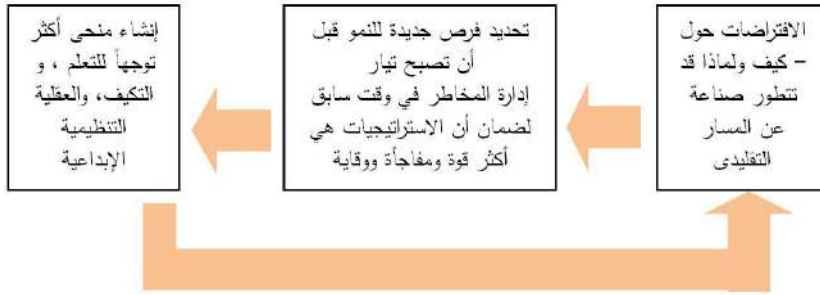 الافتراضات حول
– كيف ولماذا قد
تتطور صناعة
عن المسار
التقليدى
تحديد فرص جديدة للنمو قبل
أن تصبح تيار
إدارة المخاطر في وقت سابق
لضمان أن الاستراتيجيات هي
أكثر قوة ومفاجأة ووقاية
إنشاء منحى أكثر
توجهاً للتعلم ، و
التكيف، والعقلية
التنظيمية
الإبداعية